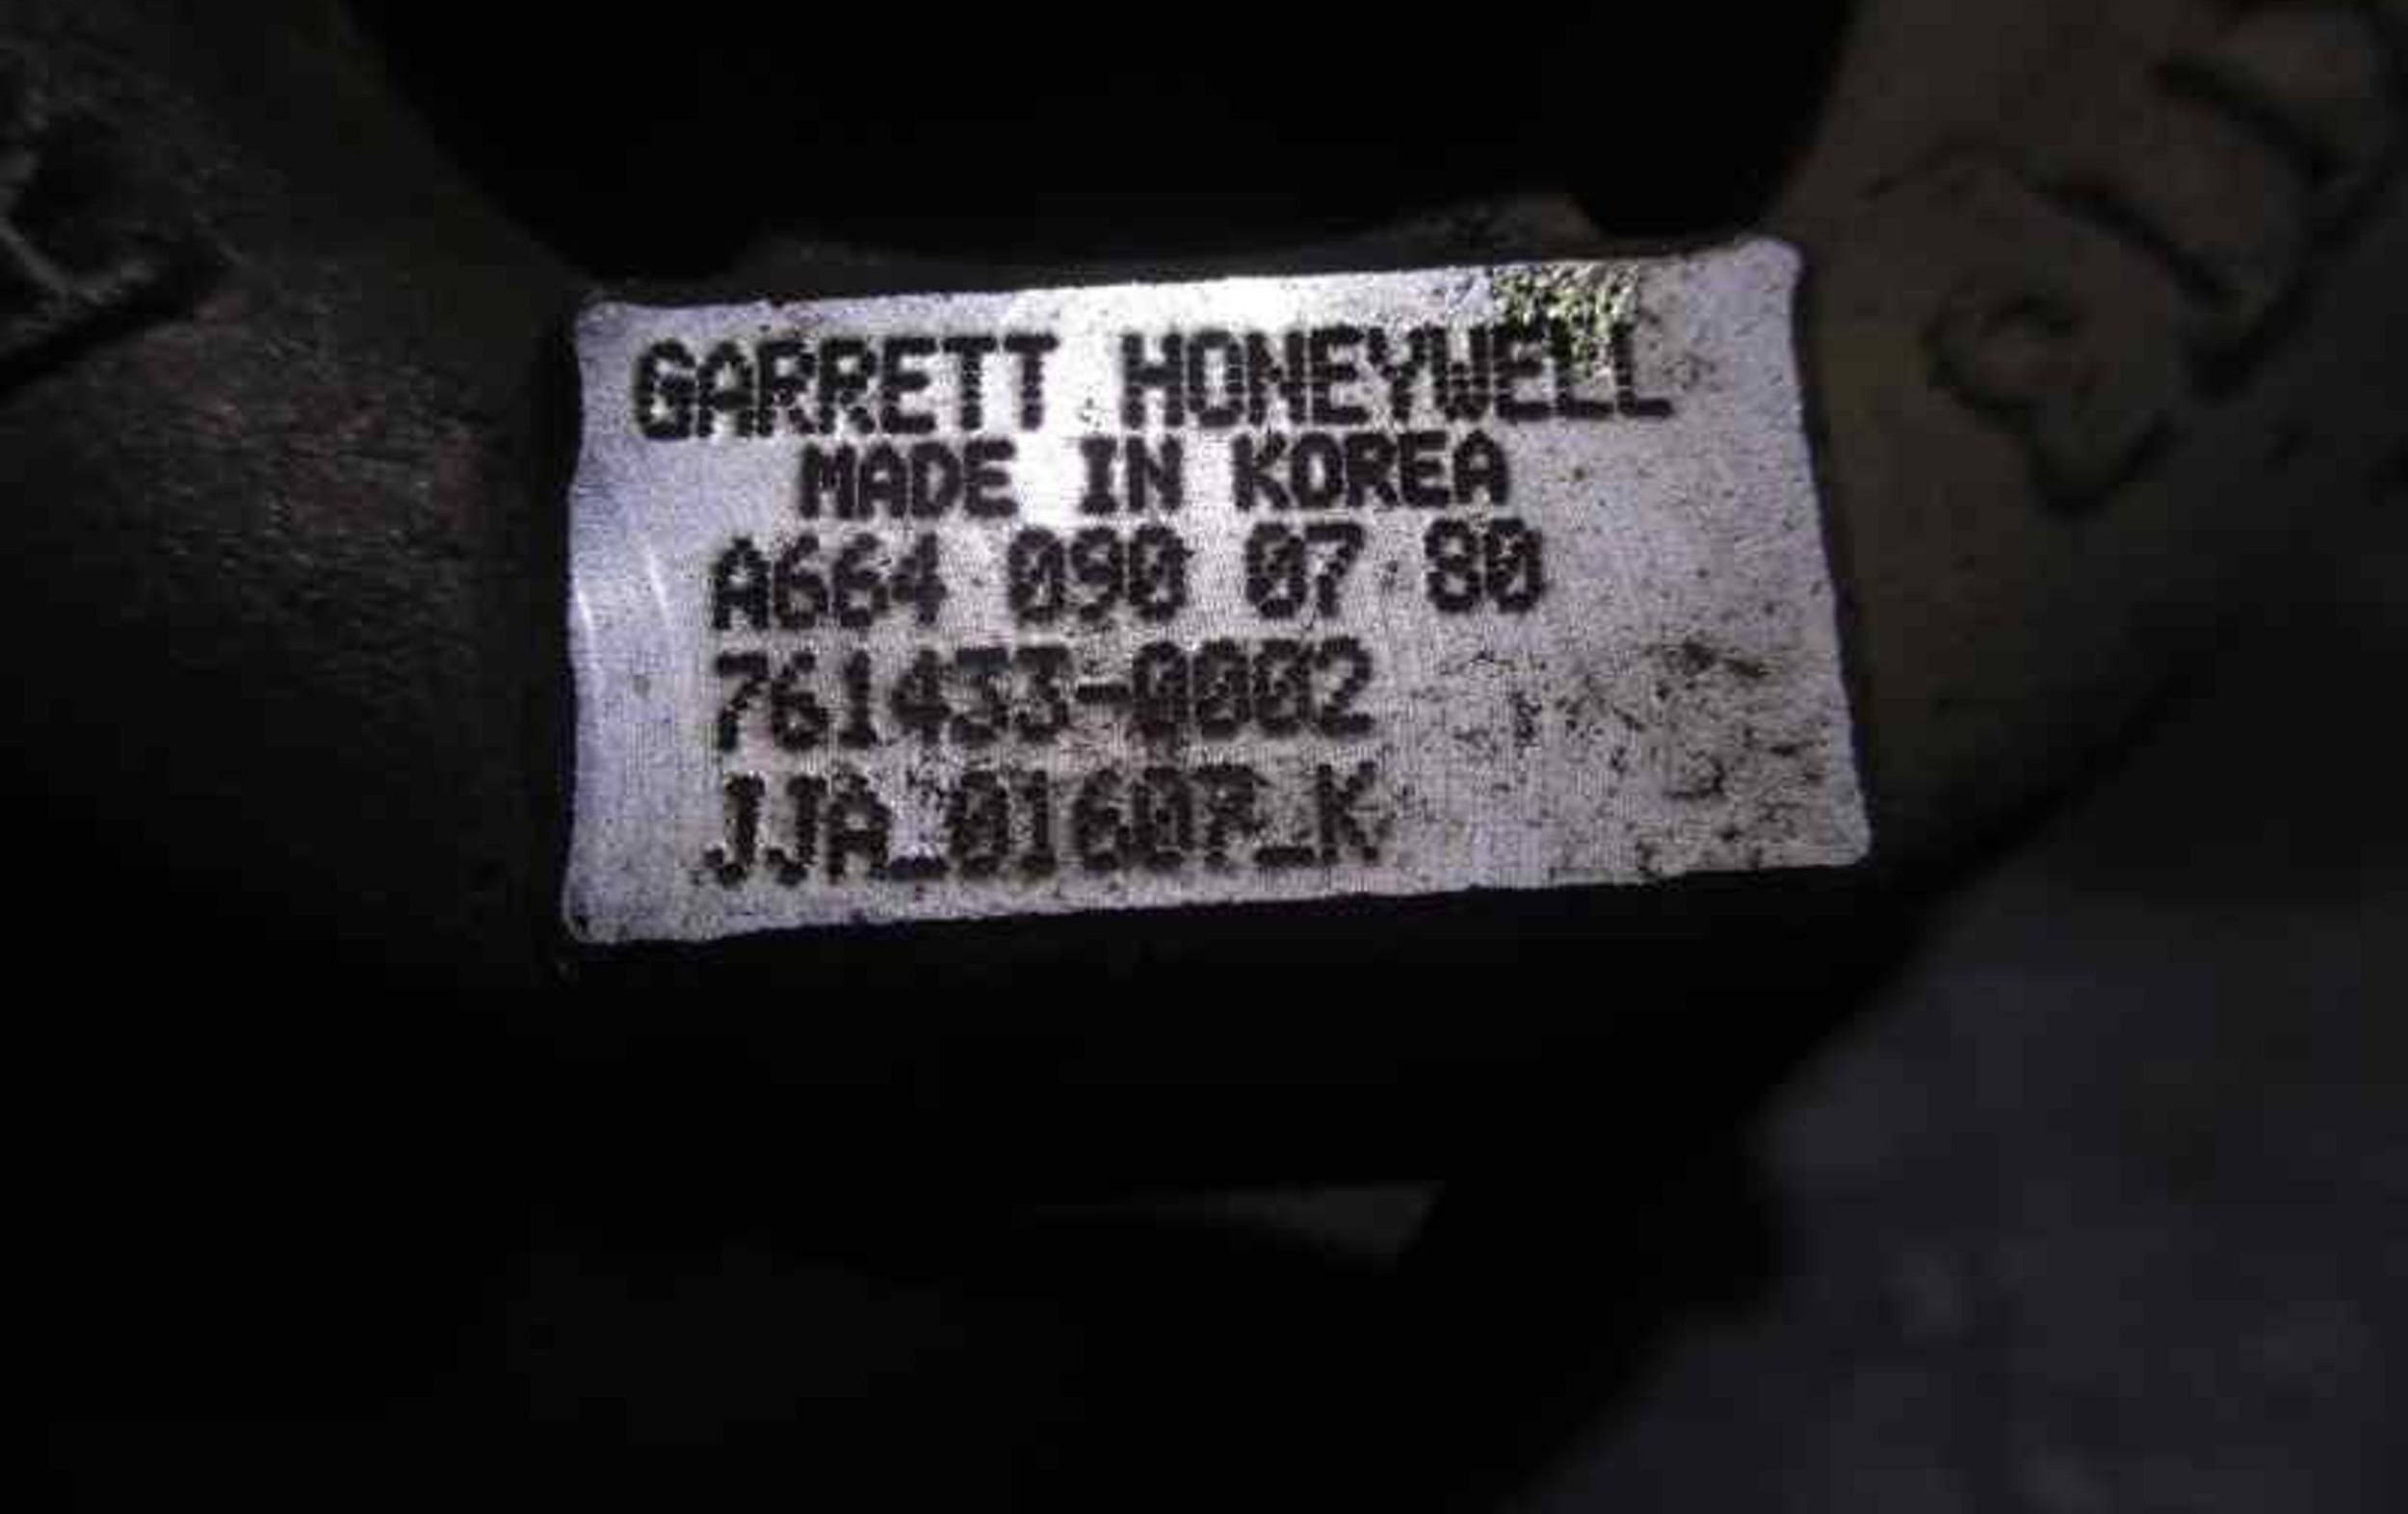 GARRETT HONEYWELL
MADE IN KOREA
A664 090 07 80
761433-0002
JJA_01607_K